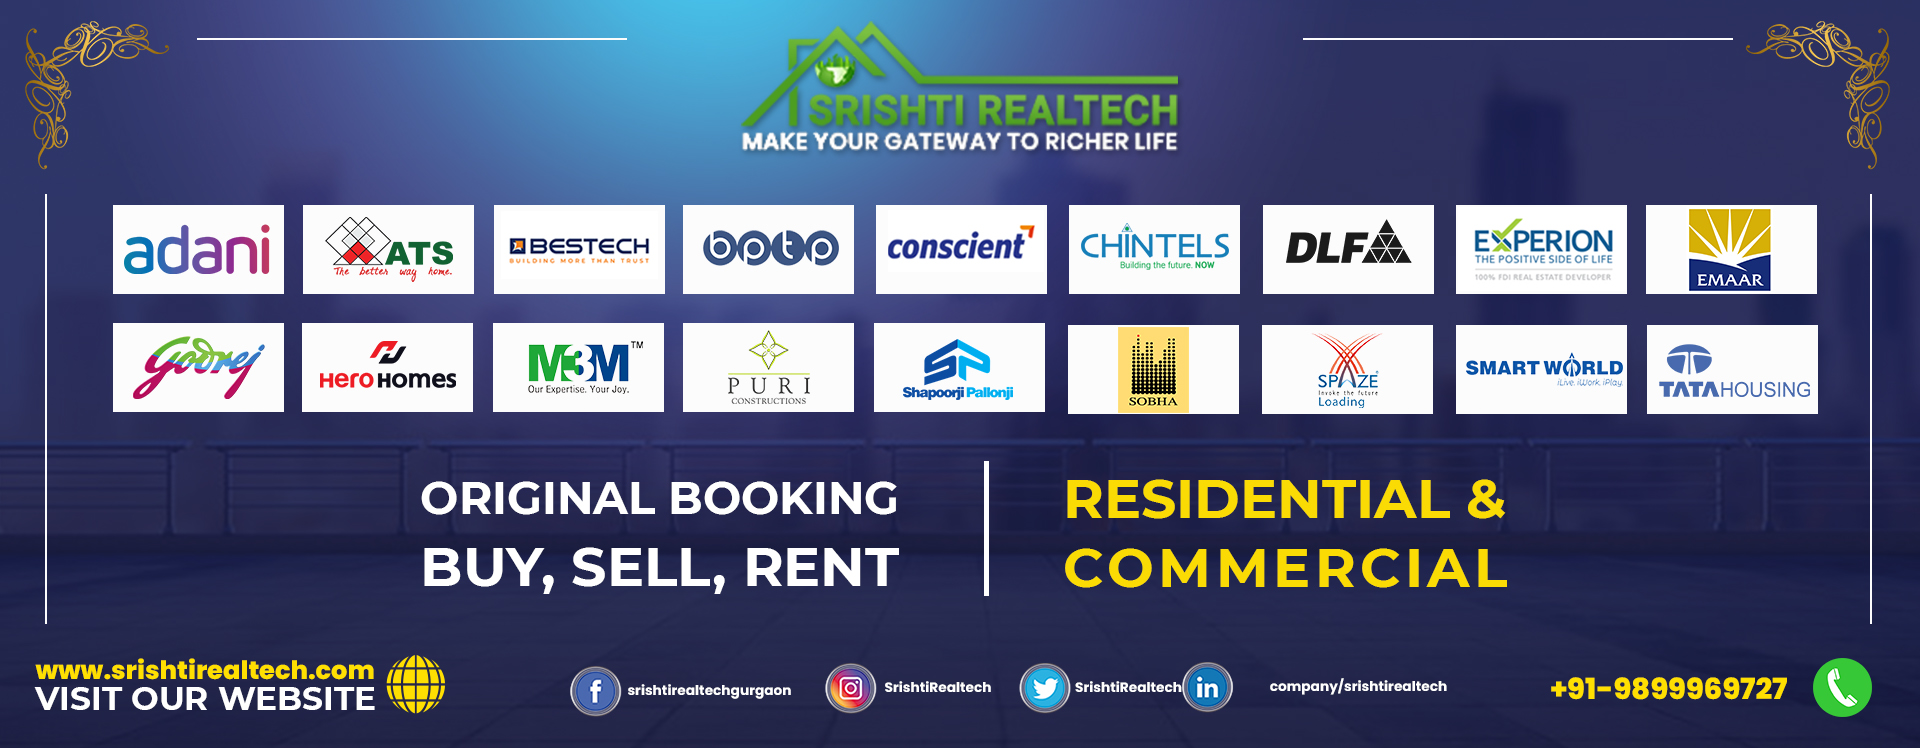 SRISHTI REALTECH
MAKE YOUR GATEWAY TO RICHER LIFE
adani
ATS
The better way home.
BESTECH
BUILDING MORE THAN TRUST
bptp
conscient
CHINTELS
Building the future. NOW
DLF
EXPERION
THE POSITIVE SIDE OF LIFE
100% FDI REAL ESTATE DEVELOPER
EMAAR
Godrej
Hero Homes
M3M TM
Our Expertise. Your Joy.
PURI
CONSTRUCTIONS
SP
Shapoorji Pallonji
SOBHA
SPAZE
Invoke the future
Loading
SMART WORLD
iLive. iWork. iPlay.
TATA HOUSING
ORIGINAL BOOKING
BUY, SELL, RENT
RESIDENTIAL &
COMMERCIAL
www.srishtirealtech.com
VISIT OUR WEBSITE
f srishtirealtechgurgaon
SrishtiRealtech
SrishtiRealtech
in company/srishtirealtech
+91-9899969727